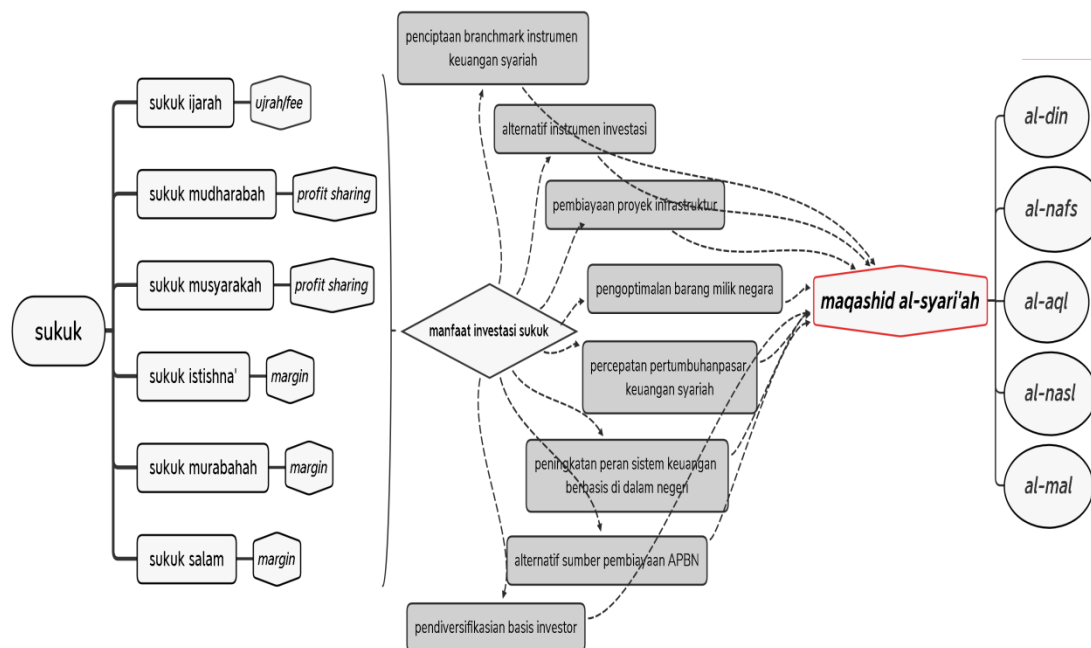 sukuk
sukuk ijarah
ujrah/fee
sukuk mudharabah
profit sharing
sukuk musyarakah
profit sharing
sukuk istishna'
margin
sukuk murabahah
margin
sukuk salam
margin
manfaat investasi sukuk
penciptaan branchmark instrumen
keuangan syariah
alternatif instrumen investasi
pembiayaan proyek infrastruktur
pengoptimalan barang milik negara
percepatan pertumbuhanpasar
keuangan syariah
peningkatan peran sistem keuangan
berbasis di dalam negeri
alternatif sumber pembiayaan APBN
pendiversifikasian basis investor
maqashid al-syari'ah
al-din
al-nafs
al-aql
al-nasl
al-mal